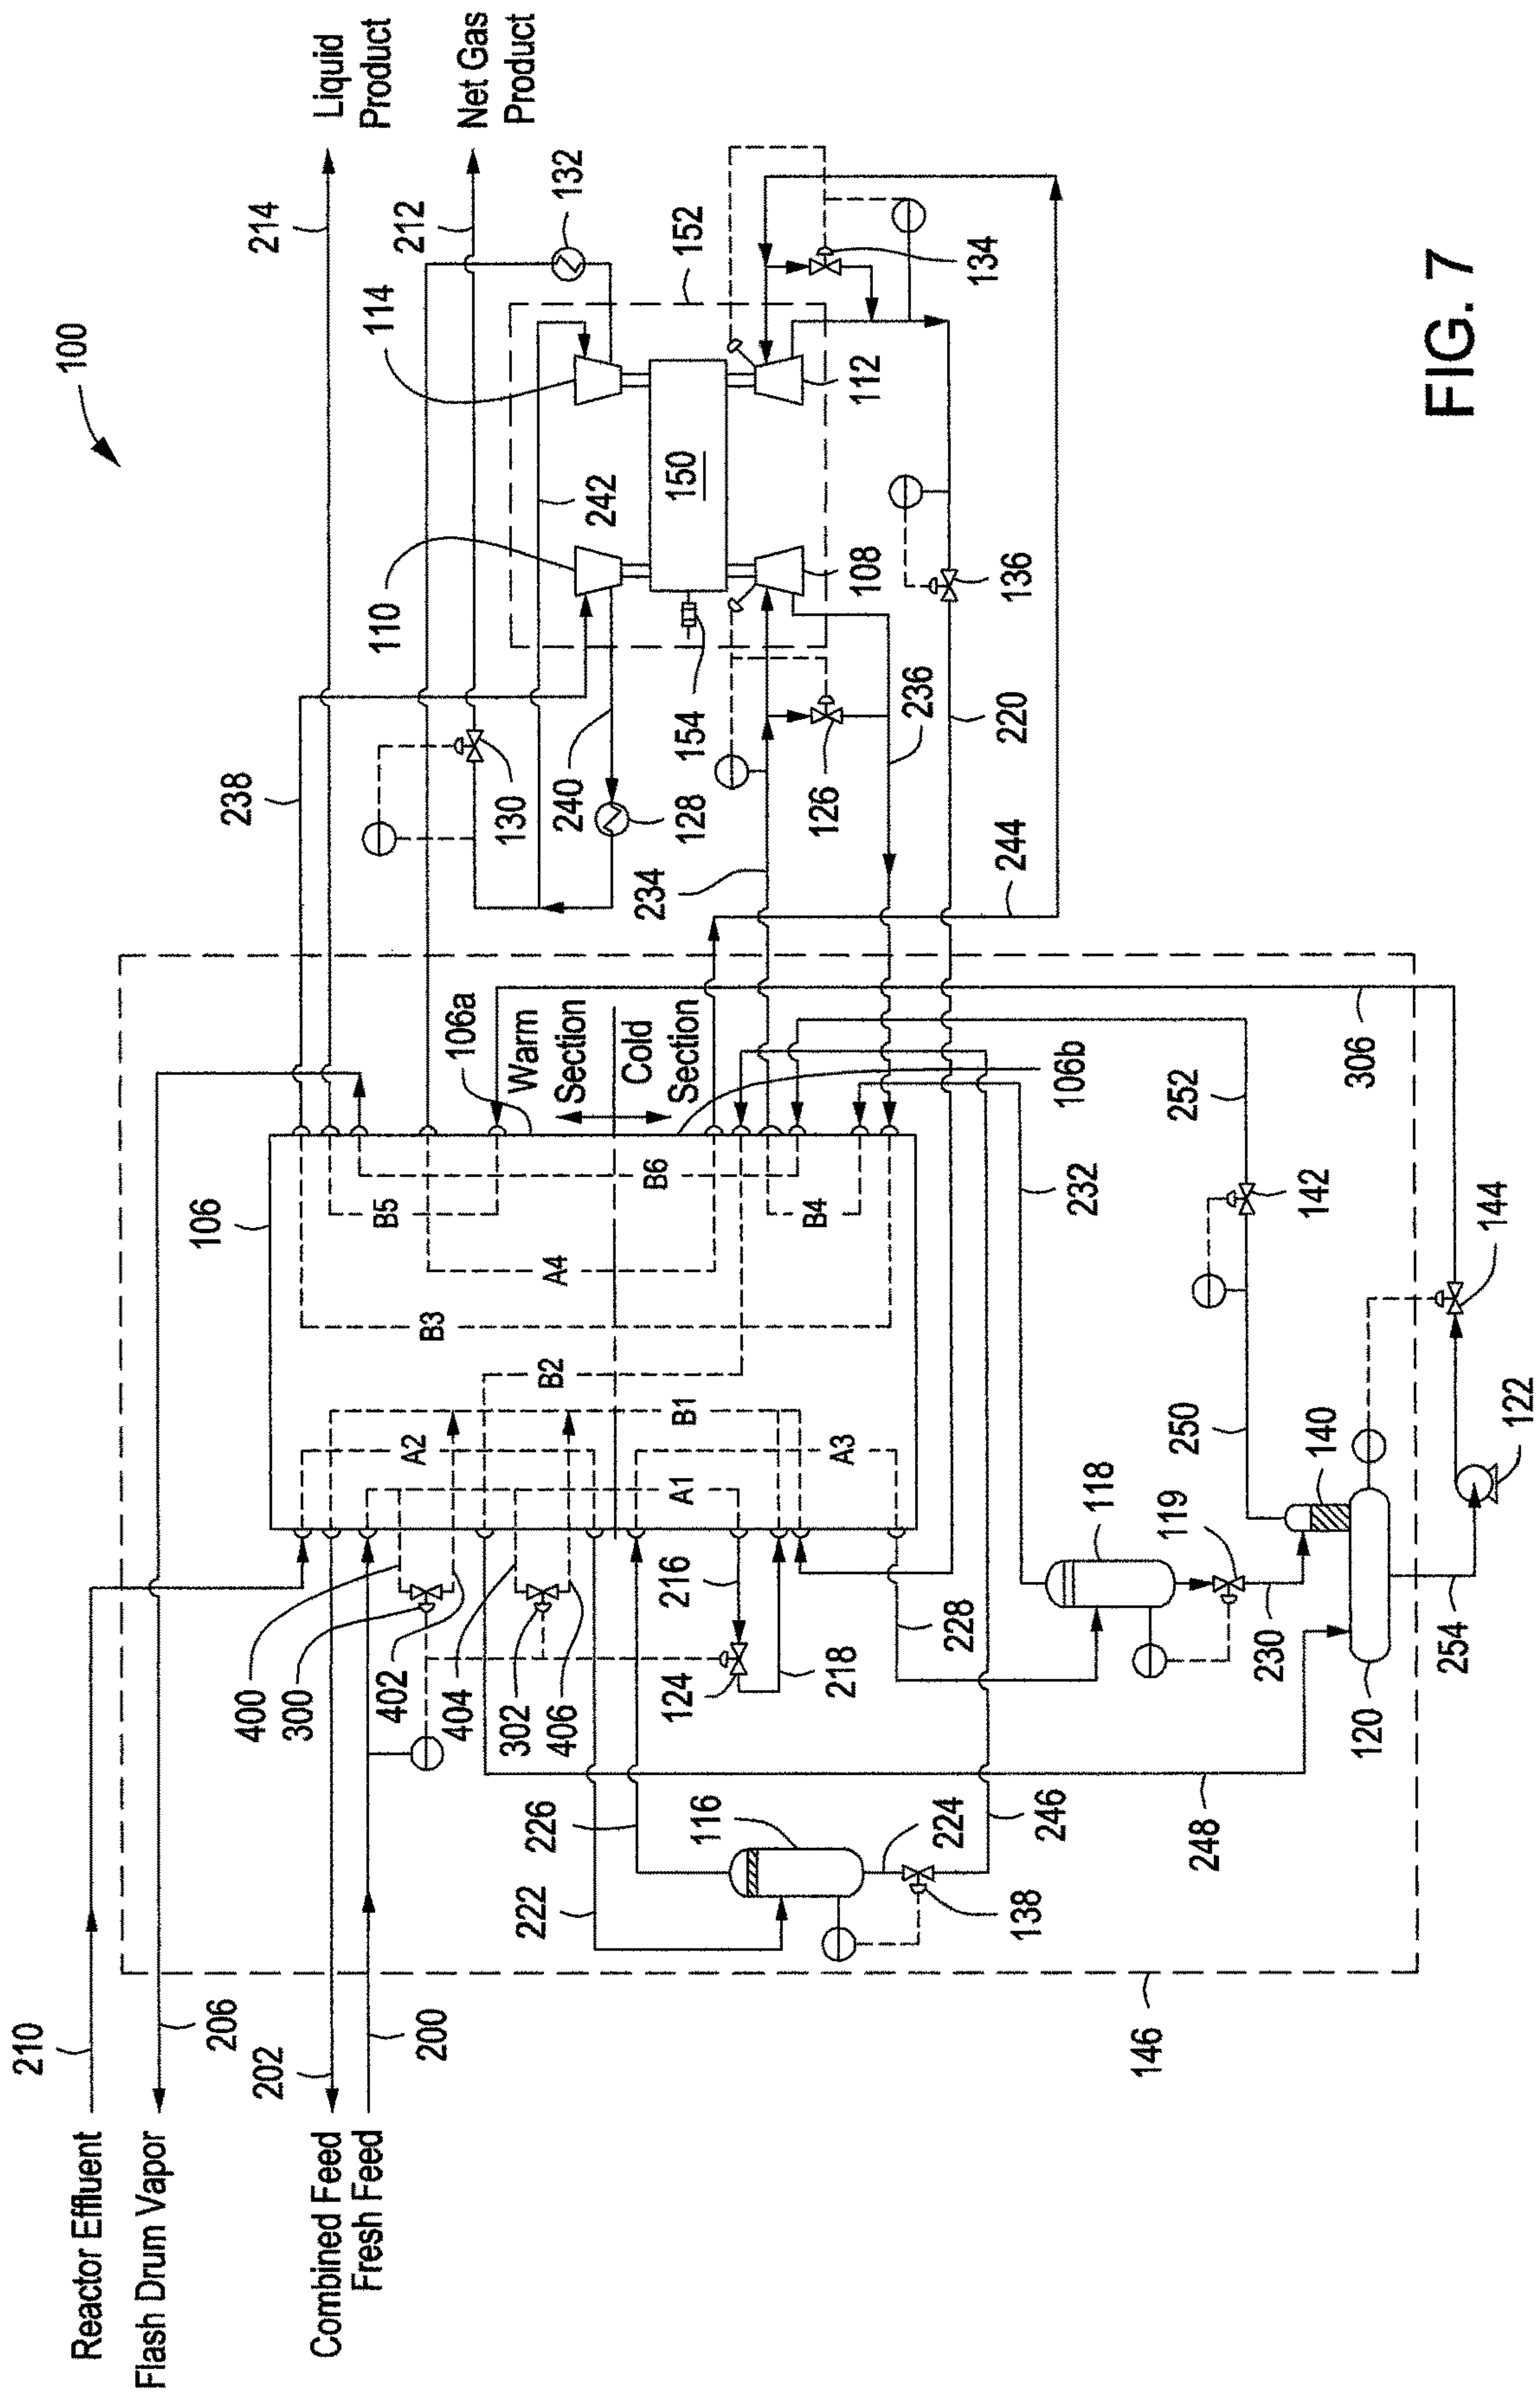 100
Liquid
Product
Net Gas
Product
214
212
132
114
152
134
110
242
150
112
108
136
154
126
236
220
238
130
240
128
234
244
106a
Warm
Section
Cold
Section
106b
306
106
252
232
142
144
B5
B6
B4
A4
B3
B2
B1
A2
A3
A1
250
140
122
118
119
230
254
120
400
300
402
404
302
406
216
124
218
228
226
116
224
246
248
222
138
146
210
206
202
200
Reactor Effluent
Flash Drum Vapor
Combined Feed
Fresh Feed
FIG. 7